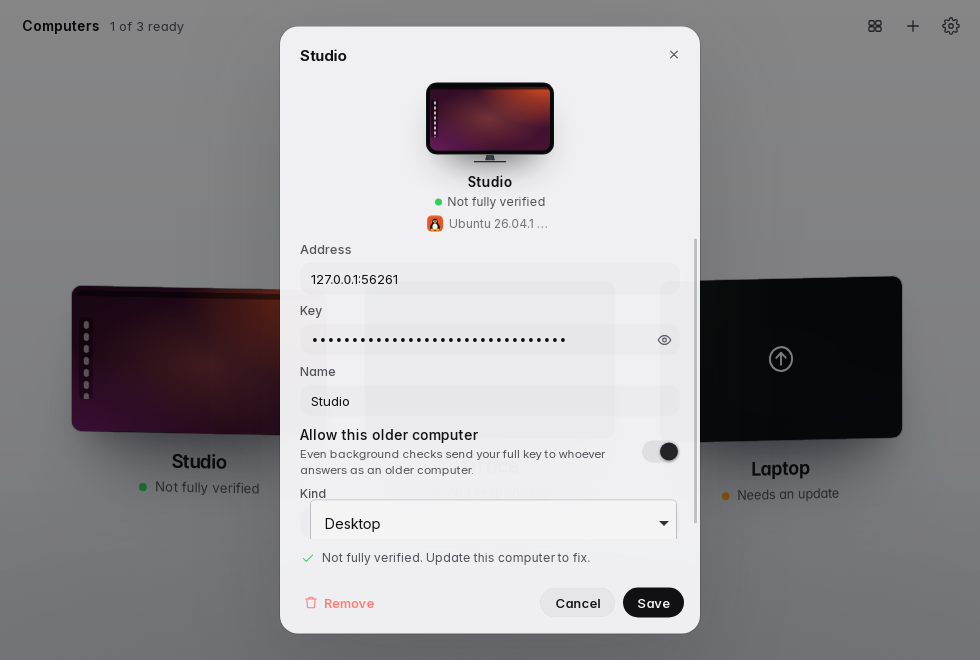 Computers 1 of 3 ready
Studio
Studio
Not fully verified
Ubuntu 26.04.1 …
Address
127.0.0.1:56261
Key
••••••••••••••••••••••••••••••••
Name
Studio
Allow this older computer
Even background checks send your full key to whoever
answers as an older computer.
Kind
Desktop
Not fully verified. Update this computer to fix.
Remove
Cancel
Save
Studio
Not fully verified
Laptop
Needs an update